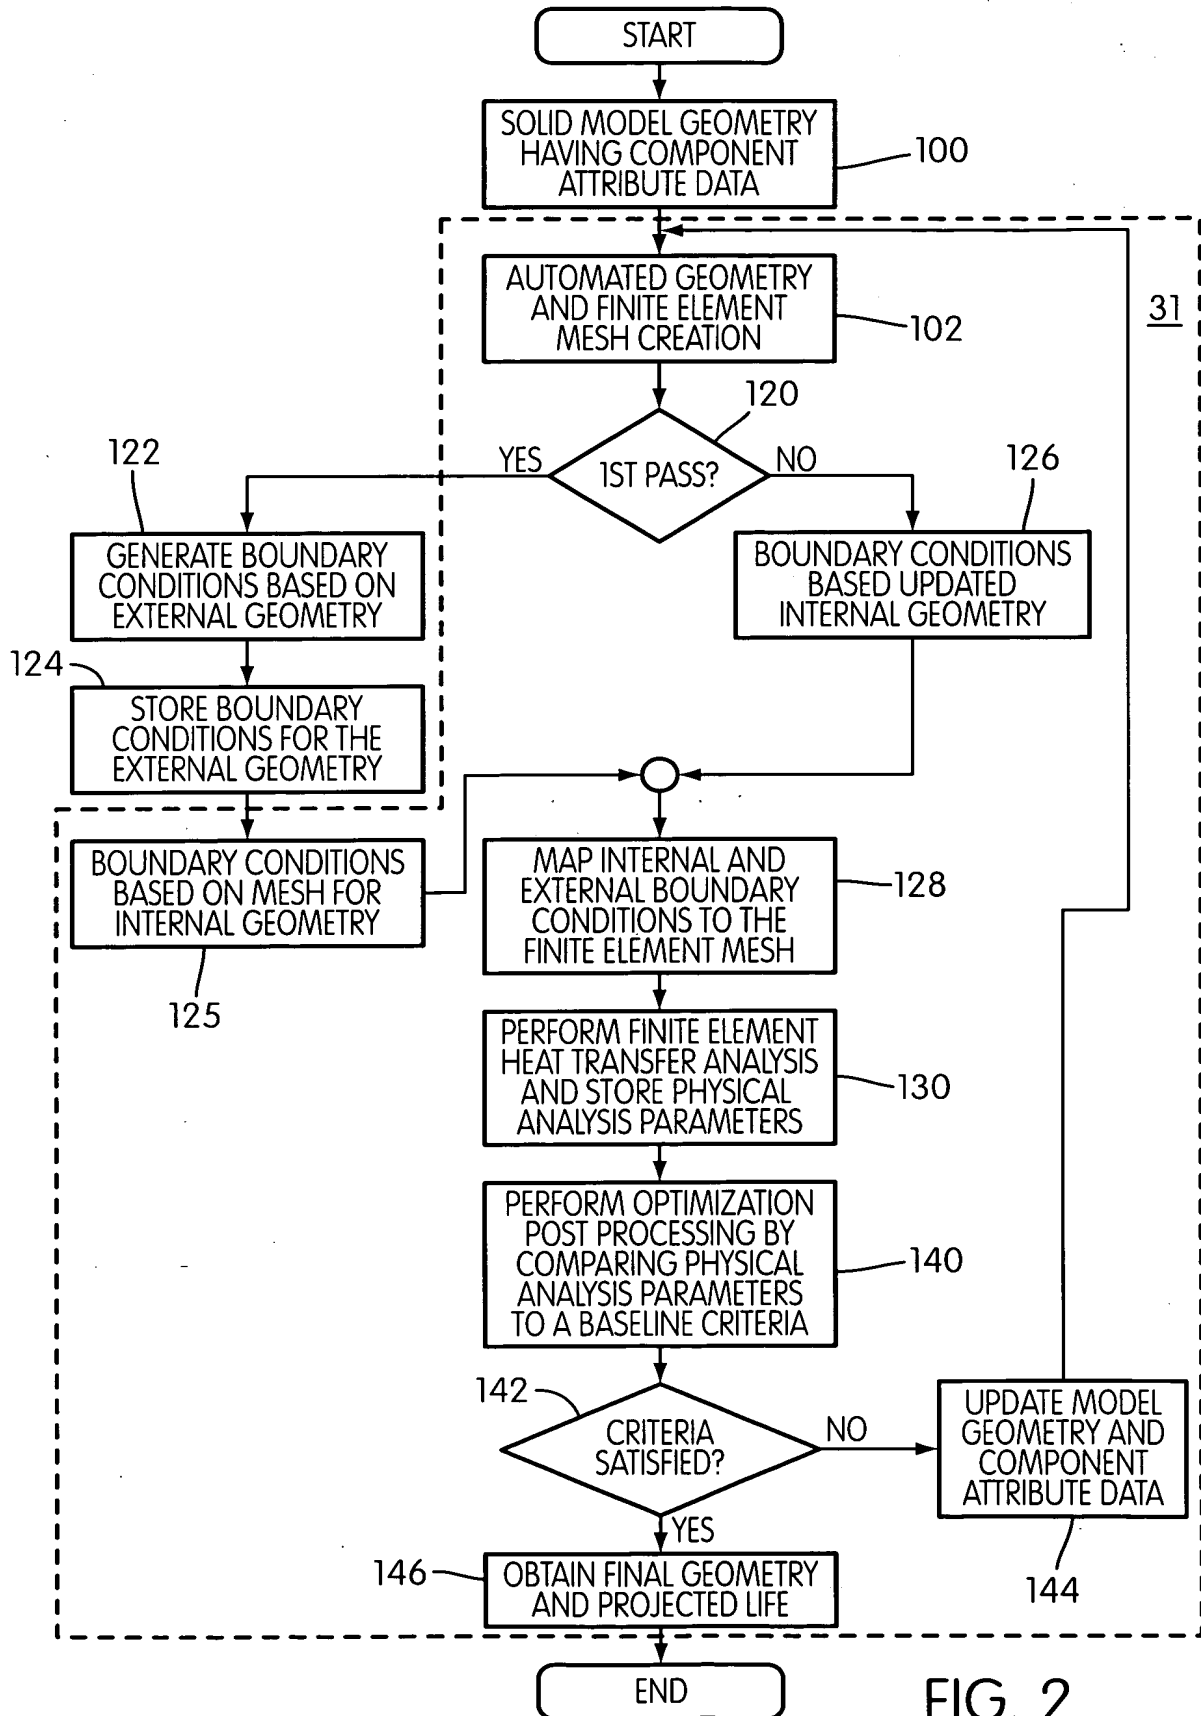 START
SOLID MODEL GEOMETRY
HAVING COMPONENT
ATTRIBUTE DATA
100
AUTOMATED GEOMETRY
AND FINITE ELEMENT
MESH CREATION
102
31
120
1ST PASS?
YES
NO
122
GENERATE BOUNDARY
CONDITIONS BASED ON
EXTERNAL GEOMETRY
126
BOUNDARY CONDITIONS
BASED UPDATED
INTERNAL GEOMETRY
124
STORE BOUNDARY
CONDITIONS FOR THE
EXTERNAL GEOMETRY
BOUNDARY CONDITIONS
BASED ON MESH FOR
INTERNAL GEOMETRY
125
MAP INTERNAL AND
EXTERNAL BOUNDARY
CONDITIONS TO THE
FINITE ELEMENT MESH
128
PERFORM FINITE ELEMENT
HEAT TRANSFER ANALYSIS
AND STORE PHYSICAL
ANALYSIS PARAMETERS
130
PERFORM OPTIMIZATION
POST PROCESSING BY
COMPARING PHYSICAL
ANALYSIS PARAMETERS
TO A BASELINE CRITERIA
140
142
CRITERIA
SATISFIED?
NO
YES
UPDATE MODEL
GEOMETRY AND
COMPONENT
ATTRIBUTE DATA
144
146
OBTAIN FINAL GEOMETRY
AND PROJECTED LIFE
END
FIG. 2